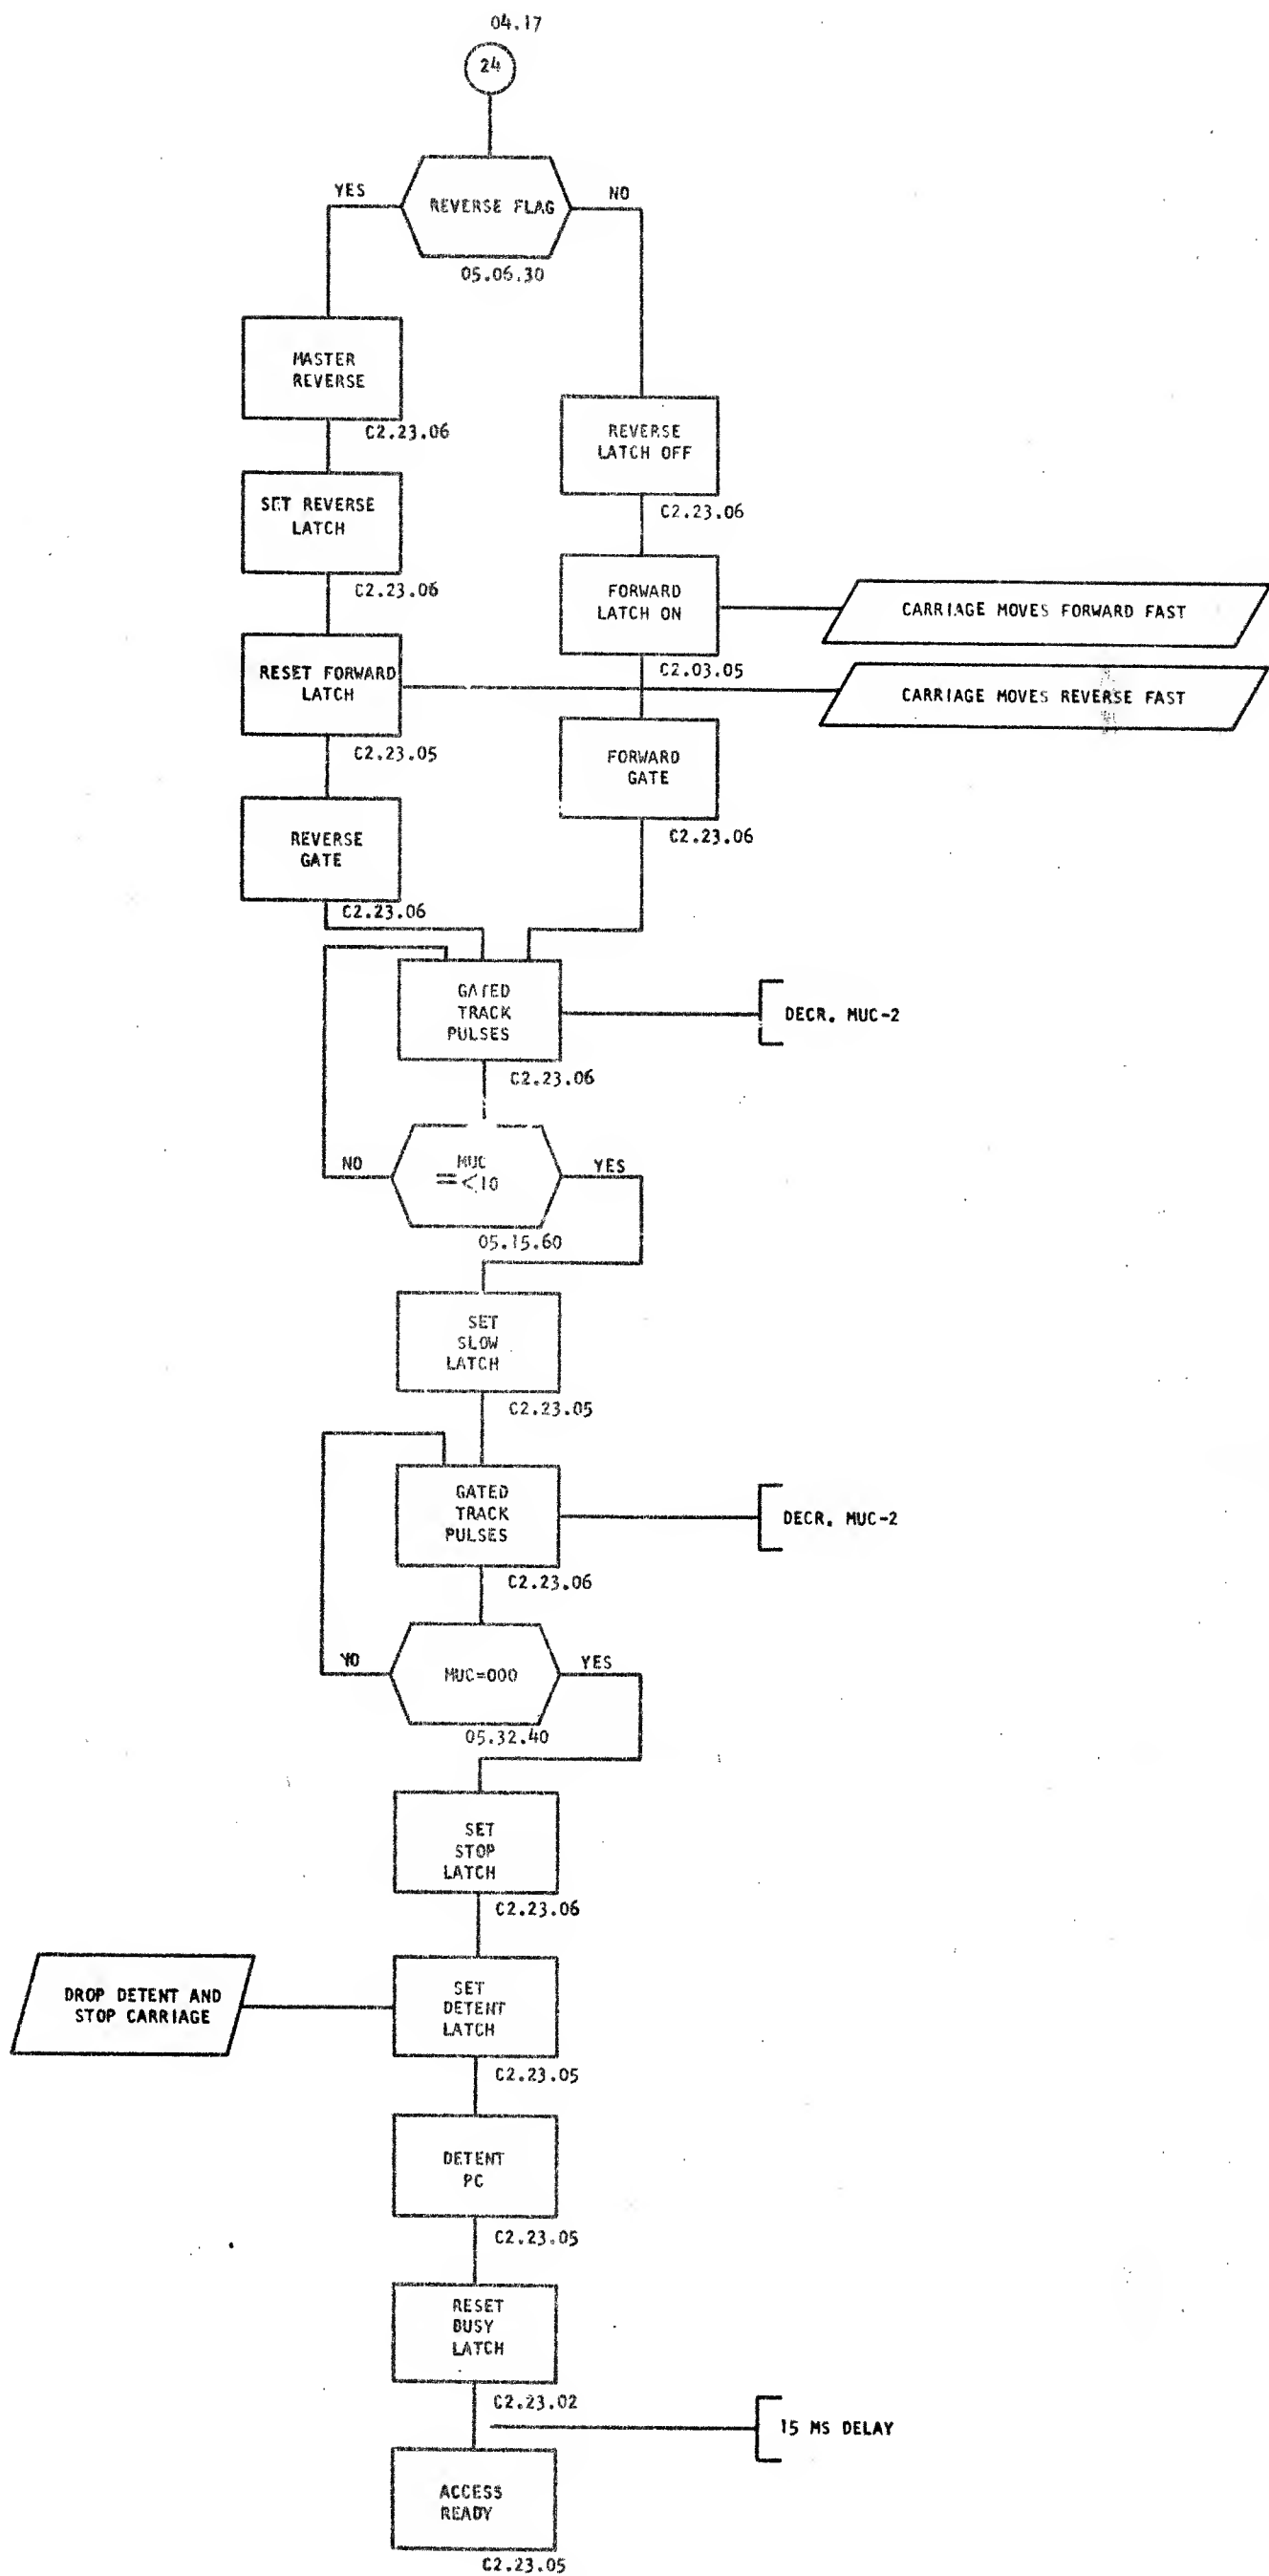 04.17
24
YES
REVERSE FLAG
NO
05.06.30
MASTER
REVERSE
C2.23.06
REVERSE
LATCH OFF
C2.23.06
SET REVERSE
LATCH
C2.23.06
FORWARD
LATCH ON
C2.03.05
CARRIAGE MOVES FORWARD FAST
RESET FORWARD
LATCH
C2.23.05
CARRIAGE MOVES REVERSE FAST
FORWARD
GATE
C2.23.06
REVERSE
GATE
C2.23.06
GATED
TRACK
PULSES
C2.23.06
DECR. MUC-2
NO
MUC
=<10
YES
05.15.60
SET
SLOW
LATCH
C2.23.05
GATED
TRACK
PULSES
C2.23.06
DECR. MUC-2
MUC=000
YES
05.32.40
SET
STOP
LATCH
C2.23.06
DROP DETENT AND
STOP CARRIAGE
SET
DETENT
LATCH
C2.23.05
DETENT
PC
C2.23.05
RESET
BUSY
LATCH
C2.23.02
15 MS DELAY
ACCESS
READY
C2.23.05